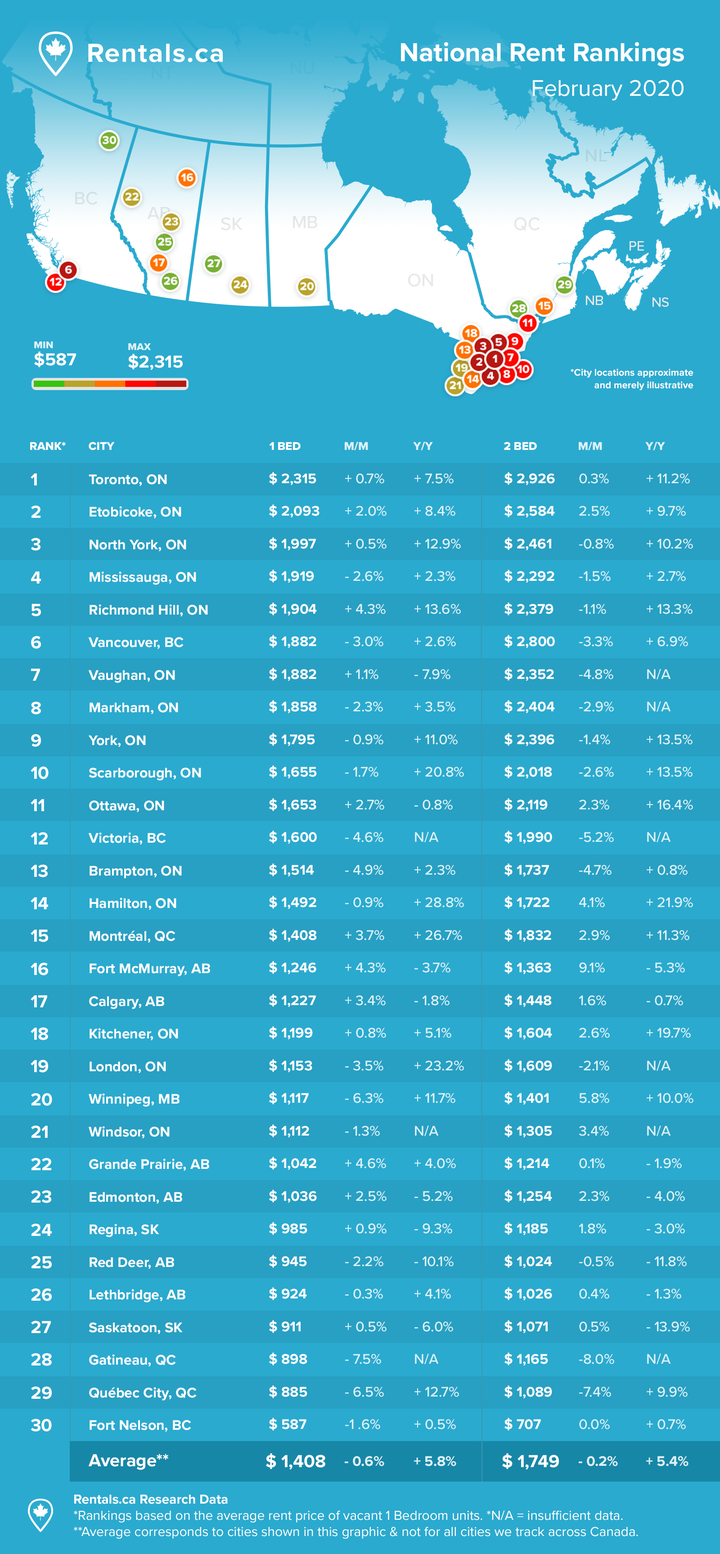 Rentals.ca
National Rent Rankings
February 2020
NT
NU
NL
BC
AB
SK
MB
ON
QC
PE
NB
NS
30
16
22
23
25
17
26
27
24
20
6
12
29
28
15
11
18
13
3
5
9
19
2
1
7
10
21
14
4
8
MIN
$587
MAX
$2,315
*City locations approximate
and merely illustrative
RANK* CITY 1 BED M/M Y/Y 2 BED M/M Y/Y
1 Toronto, ON $ 2,315 + 0.7% + 7.5% $ 2,926 0.3% + 11.2%
2 Etobicoke, ON $ 2,093 + 2.0% + 8.4% $ 2,584 2.5% + 9.7%
3 North York, ON $ 1,997 + 0.5% + 12.9% $ 2,461 -0.8% + 10.2%
4 Mississauga, ON $ 1,919 - 2.6% + 2.3% $ 2,292 -1.5% + 2.7%
5 Richmond Hill, ON $ 1,904 + 4.3% + 13.6% $ 2,379 -1.1% + 13.3%
6 Vancouver, BC $ 1,882 - 3.0% + 2.6% $ 2,800 -3.3% + 6.9%
7 Vaughan, ON $ 1,882 + 1.1% - 7.9% $ 2,352 -4.8% N/A
8 Markham, ON $ 1,858 - 2.3% + 3.5% $ 2,404 -2.9% N/A
9 York, ON $ 1,795 - 0.9% + 11.0% $ 2,396 -1.4% + 13.5%
10 Scarborough, ON $ 1,655 - 1.7% + 20.8% $ 2,018 -2.6% + 13.5%
11 Ottawa, ON $ 1,653 + 2.7% - 0.8% $ 2,119 2.3% + 16.4%
12 Victoria, BC $ 1,600 - 4.6% N/A $ 1,990 -5.2% N/A
13 Brampton, ON $ 1,514 - 4.9% + 2.3% $ 1,737 -4.7% + 0.8%
14 Hamilton, ON $ 1,492 - 0.9% + 28.8% $ 1,722 4.1% + 21.9%
15 Montréal, QC $ 1,408 + 3.7% + 26.7% $ 1,832 2.9% + 11.3%
16 Fort McMurray, AB $ 1,246 + 4.3% - 3.7% $ 1,363 9.1% - 5.3%
17 Calgary, AB $ 1,227 + 3.4% - 1.8% $ 1,448 1.6% - 0.7%
18 Kitchener, ON $ 1,199 + 0.8% + 5.1% $ 1,604 2.6% + 19.7%
19 London, ON $ 1,153 - 3.5% + 23.2% $ 1,609 -2.1% N/A
20 Winnipeg, MB $ 1,117 - 6.3% + 11.7% $ 1,401 5.8% + 10.0%
21 Windsor, ON $ 1,112 - 1.3% N/A $ 1,305 3.4% N/A
22 Grande Prairie, AB $ 1,042 + 4.6% + 4.0% $ 1,214 0.1% - 1.9%
23 Edmonton, AB $ 1,036 + 2.5% - 5.2% $ 1,254 2.3% - 4.0%
24 Regina, SK $ 985 + 0.9% - 9.3% $ 1,185 1.8% - 3.0%
25 Red Deer, AB $ 945 - 2.2% - 10.1% $ 1,024 -0.5% - 11.8%
26 Lethbridge, AB $ 924 - 0.3% + 4.1% $ 1,026 0.4% - 1.3%
27 Saskatoon, SK $ 911 + 0.5% - 6.0% $ 1,071 0.5% - 13.9%
28 Gatineau, QC $ 898 - 7.5% N/A $ 1,165 -8.0% N/A
29 Québec City, QC $ 885 - 6.5% + 12.7% $ 1,089 -7.4% + 9.9%
30 Fort Nelson, BC $ 587 -1.6% + 0.5% $ 707 0.0% + 0.7%
Average** $ 1,408 - 0.6% + 5.8% $ 1,749 - 0.2% + 5.4%
Rentals.ca Research Data
*Rankings based on the average rent price of vacant 1 Bedroom units. *N/A = insufficient data.
**Average corresponds to cities shown in this graphic & not for all cities we track across Canada.